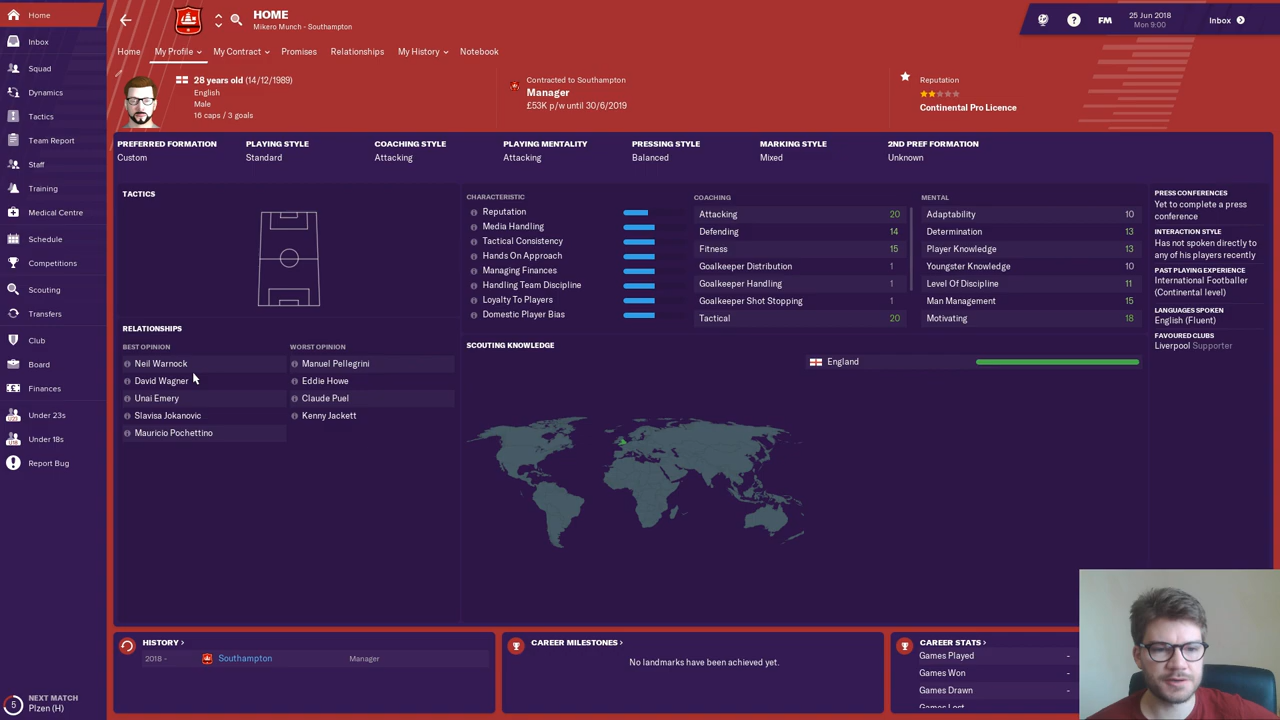 Home
Inbox
Squad
Dynamics
Tactics
Team Report
Staff
Training
Medical Centre
Schedule
Competitions
Scouting
Transfers
Club
Board
Finances
Under 23s
Under 18s
Report Bug
5
NEXT MATCH
Plzen (H)
HOME
Mikero Munch - Southampton
?
FM
25 Jun 2018
Mon 9:00
Inbox
Home
My Profile
My Contract
Promises
Relationships
My History
Notebook
28 years old (14/12/1989)
English
Male
16 caps / 3 goals
Contracted to Southampton
Manager
£53K p/w until 30/6/2019
Reputation
Continental Pro Licence
PREFERRED FORMATION
Custom
PLAYING STYLE
Standard
COACHING STYLE
Attacking
PLAYING MENTALITY
Attacking
PRESSING STYLE
Balanced
MARKING STYLE
Mixed
2ND PREF FORMATION
Unknown
TACTICS
RELATIONSHIPS
BEST OPINION
Neil Warnock
David Wagner
Unai Emery
Slavisa Jokanovic
Mauricio Pochettino
WORST OPINION
Manuel Pellegrini
Eddie Howe
Claude Puel
Kenny Jackett
CHARACTERISTIC
Reputation
Media Handling
Tactical Consistency
Hands On Approach
Managing Finances
Handling Team Discipline
Loyalty To Players
Domestic Player Bias
COACHING
Attacking 20
Defending 14
Fitness 15
Goalkeeper Distribution 1
Goalkeeper Handling 1
Goalkeeper Shot Stopping 1
Tactical 20
MENTAL
Adaptability 10
Determination 13
Player Knowledge 13
Youngster Knowledge 10
Level Of Discipline 11
Man Management 15
Motivating 18
SCOUTING KNOWLEDGE
England
PRESS CONFERENCES
Yet to complete a press
conference
INTERACTION STYLE
Has not spoken directly to
any of his players recently
PAST PLAYING EXPERIENCE
International Footballer
(Continental level)
LANGUAGES SPOKEN
English (Fluent)
FAVOURED CLUBS
Liverpool Supporter
HISTORY >
2018 - Southampton Manager
CAREER MILESTONES >
No landmarks have been achieved yet.
CAREER STATS >
Games Played -
Games Won -
Games Drawn -
Games Lost